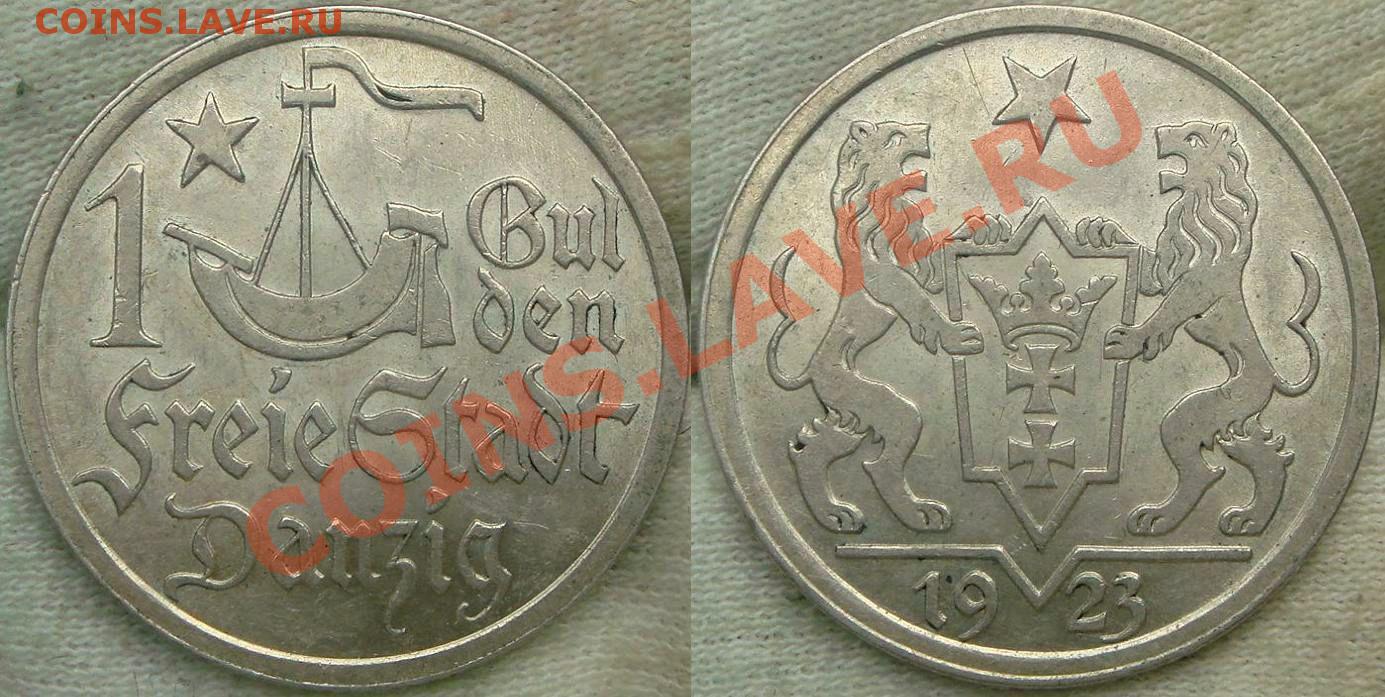 COINS.LAVE.RU
1 Gul
den
Freie Stadt
Danzig
COINS.LAVE.RU
1923